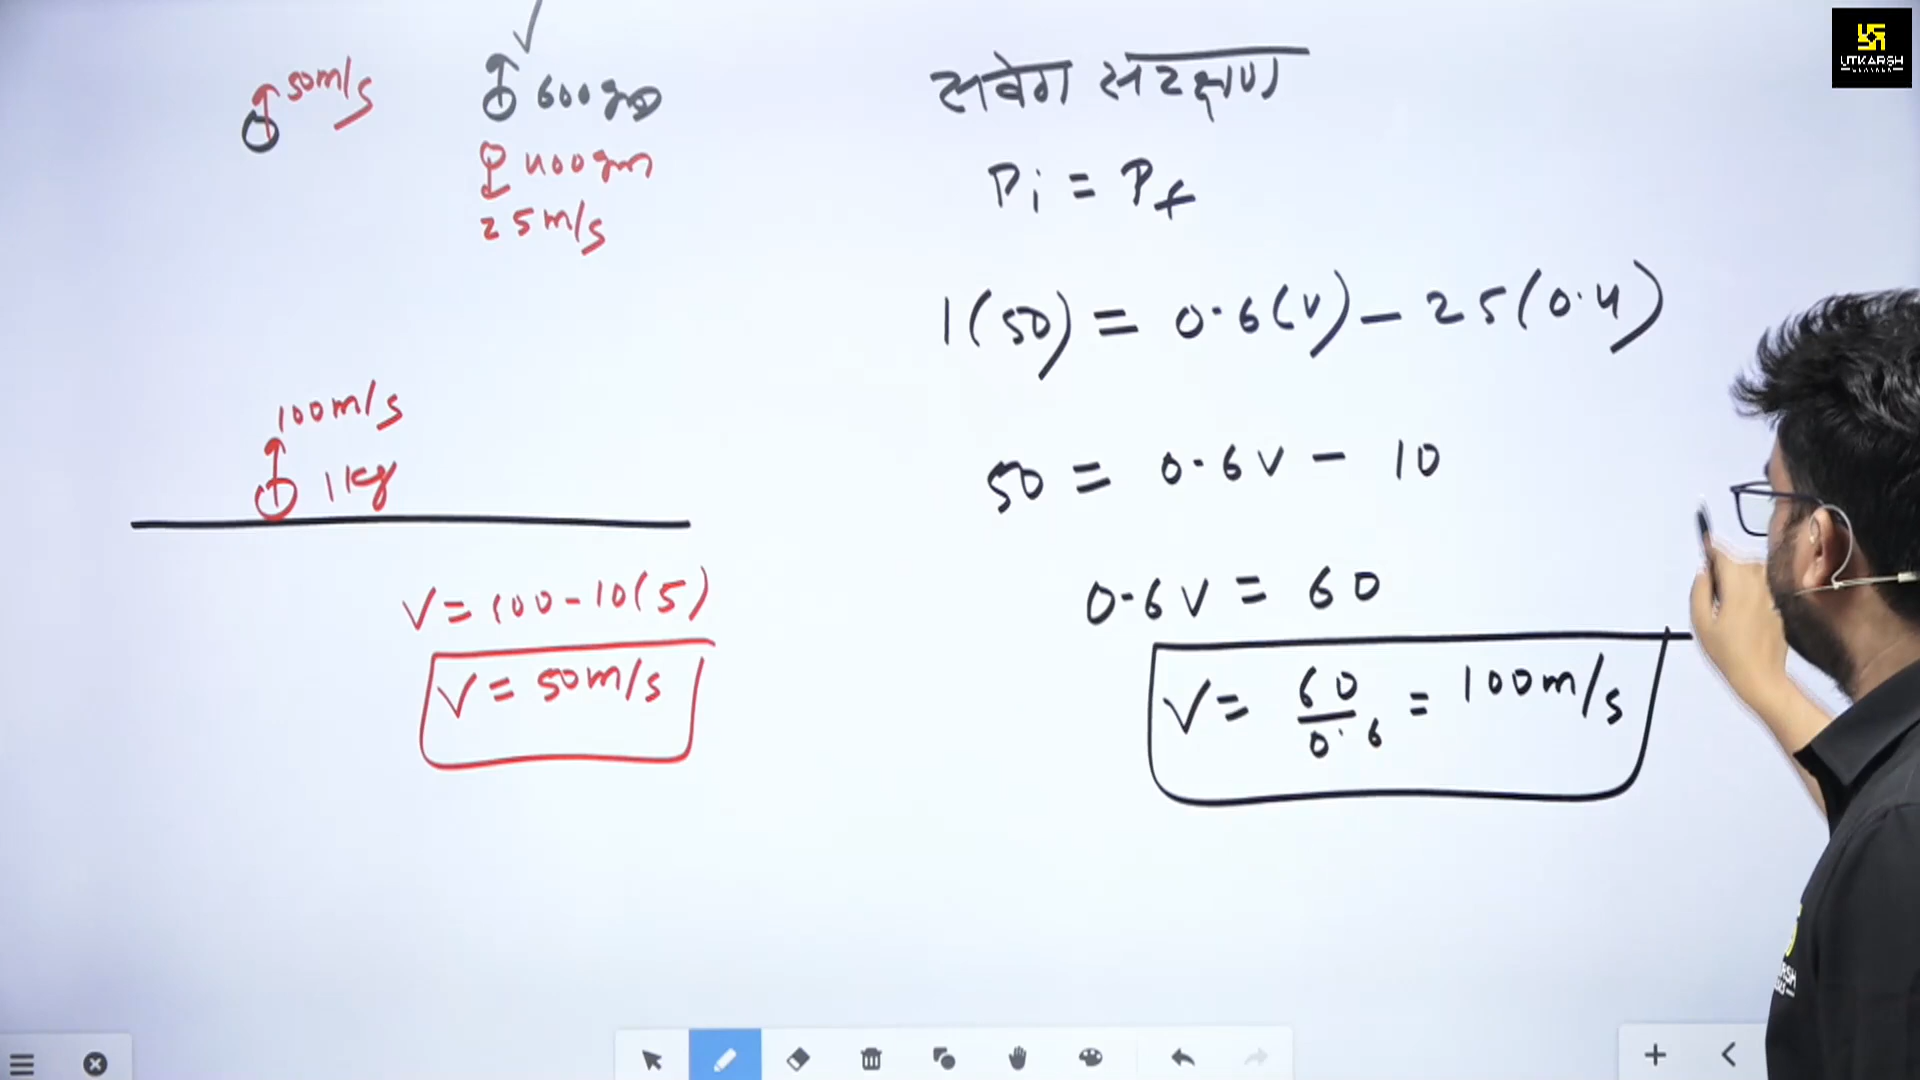 50m/s
V
600gm
400gm
25m/s
100m/s
1kg
V = 100 - 10(5)
V = 50m/s
संवेग संरक्षण
Pi = Pf
1(50) = 0.6(V) - 25(0.4)
50 = 0.6V - 10
0.6V = 60
V = 60/0.6 = 100m/s
UTKARSH